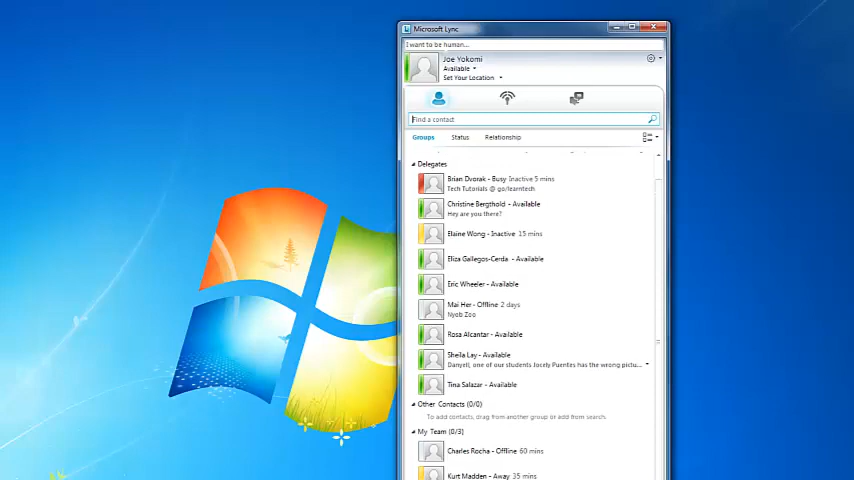 Microsoft Lync
I want to be human...
Joe Yokomi
Available
Set Your Location
Find a contact
Groups Status Relationship
Delegates
Brian Dvorak - Busy Inactive 5 mins
Tech Tutorials @ go/learntech
Christine Bergthold - Available
Hey are you there?
Elaine Wong - Inactive 15 mins
Eliza Gallegos-Cerda - Available
Eric Wheeler - Available
Mai Her - Offline 2 days
Nyob Zoo
Rosa Alcantar - Available
Sheila Lay - Available
Danyell, one of our students Jocely Puentes has the wrong pictu...
Tina Salazar - Available
Other Contacts (0/0)
To add contacts, drag from another group or add from search.
My Team (0/3)
Charles Rocha - Offline 60 mins
Kurt Madden - Away 35 mins